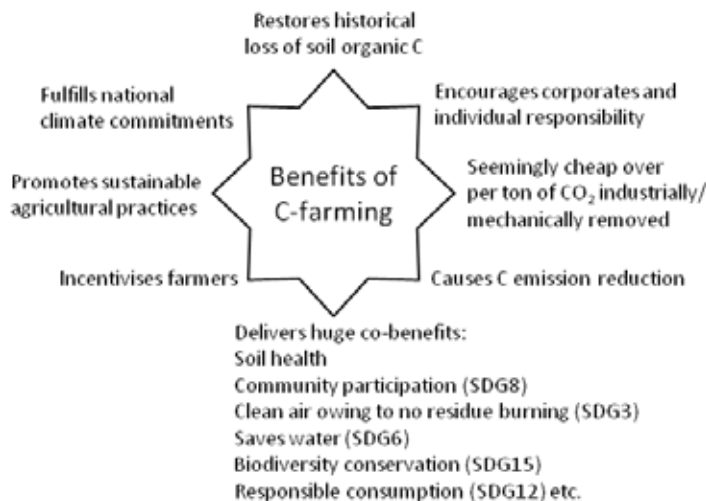 Restores historical
loss of soil organic C
Fulfills national
climate commitments
Encourages corporates and
individual responsibility
Promotes sustainable
agricultural practices
Benefits of
C-farming
Seemingly cheap over
per ton of CO₂ industrially/
mechanically removed
Incentivises farmers
Causes C emission reduction
Delivers huge co-benefits:
Soil health
Community participation (SDG8)
Clean air owing to no residue burning (SDG3)
Saves water (SDG6)
Biodiversity conservation (SDG15)
Responsible consumption (SDG12) etc.